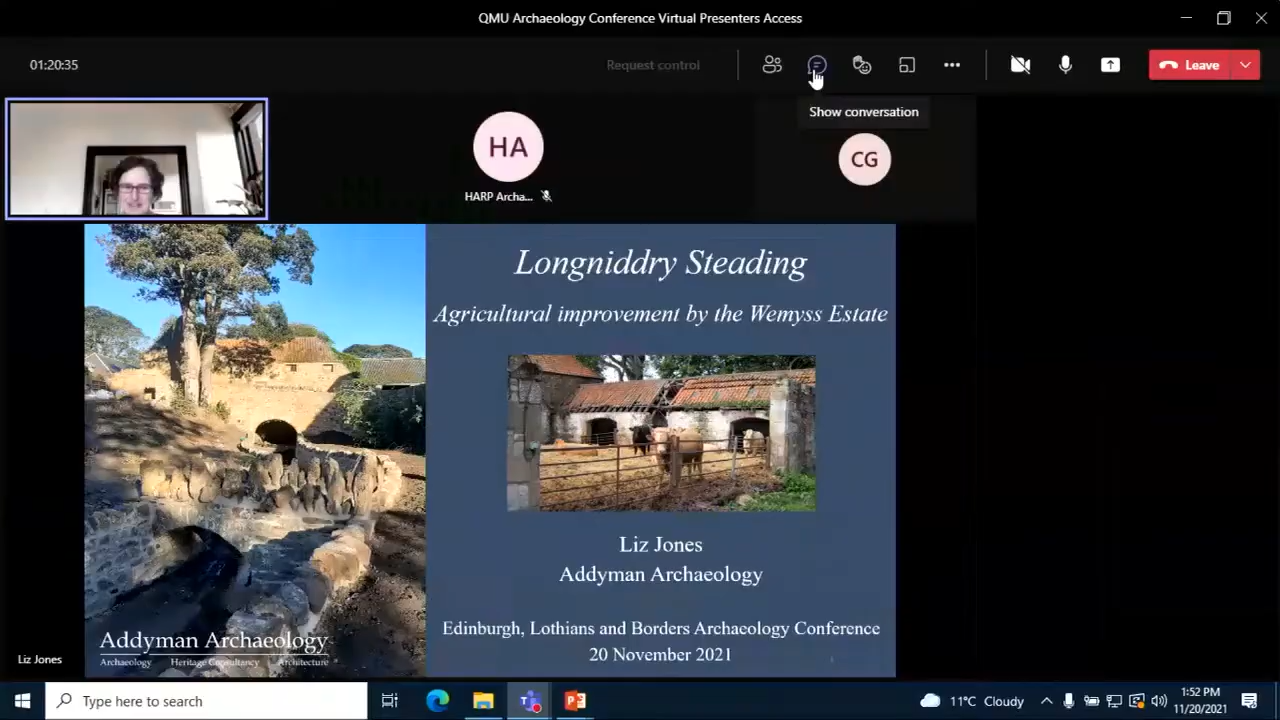 QMU Archaeology Conference Virtual Presenters Access
01:20:35
Request control
Leave
Show conversation
HA
CG
HARP Archa...
Longniddry Steading
Agricultural improvement by the Wemyss Estate
Liz Jones
Addyman Archaeology
Edinburgh, Lothians and Borders Archaeology Conference
20 November 2021
Addyman Archaeology
Archaeology Heritage Consultancy Architecture
Liz Jones
Type here to search
11°C Cloudy
1:52 PM
11/20/2021